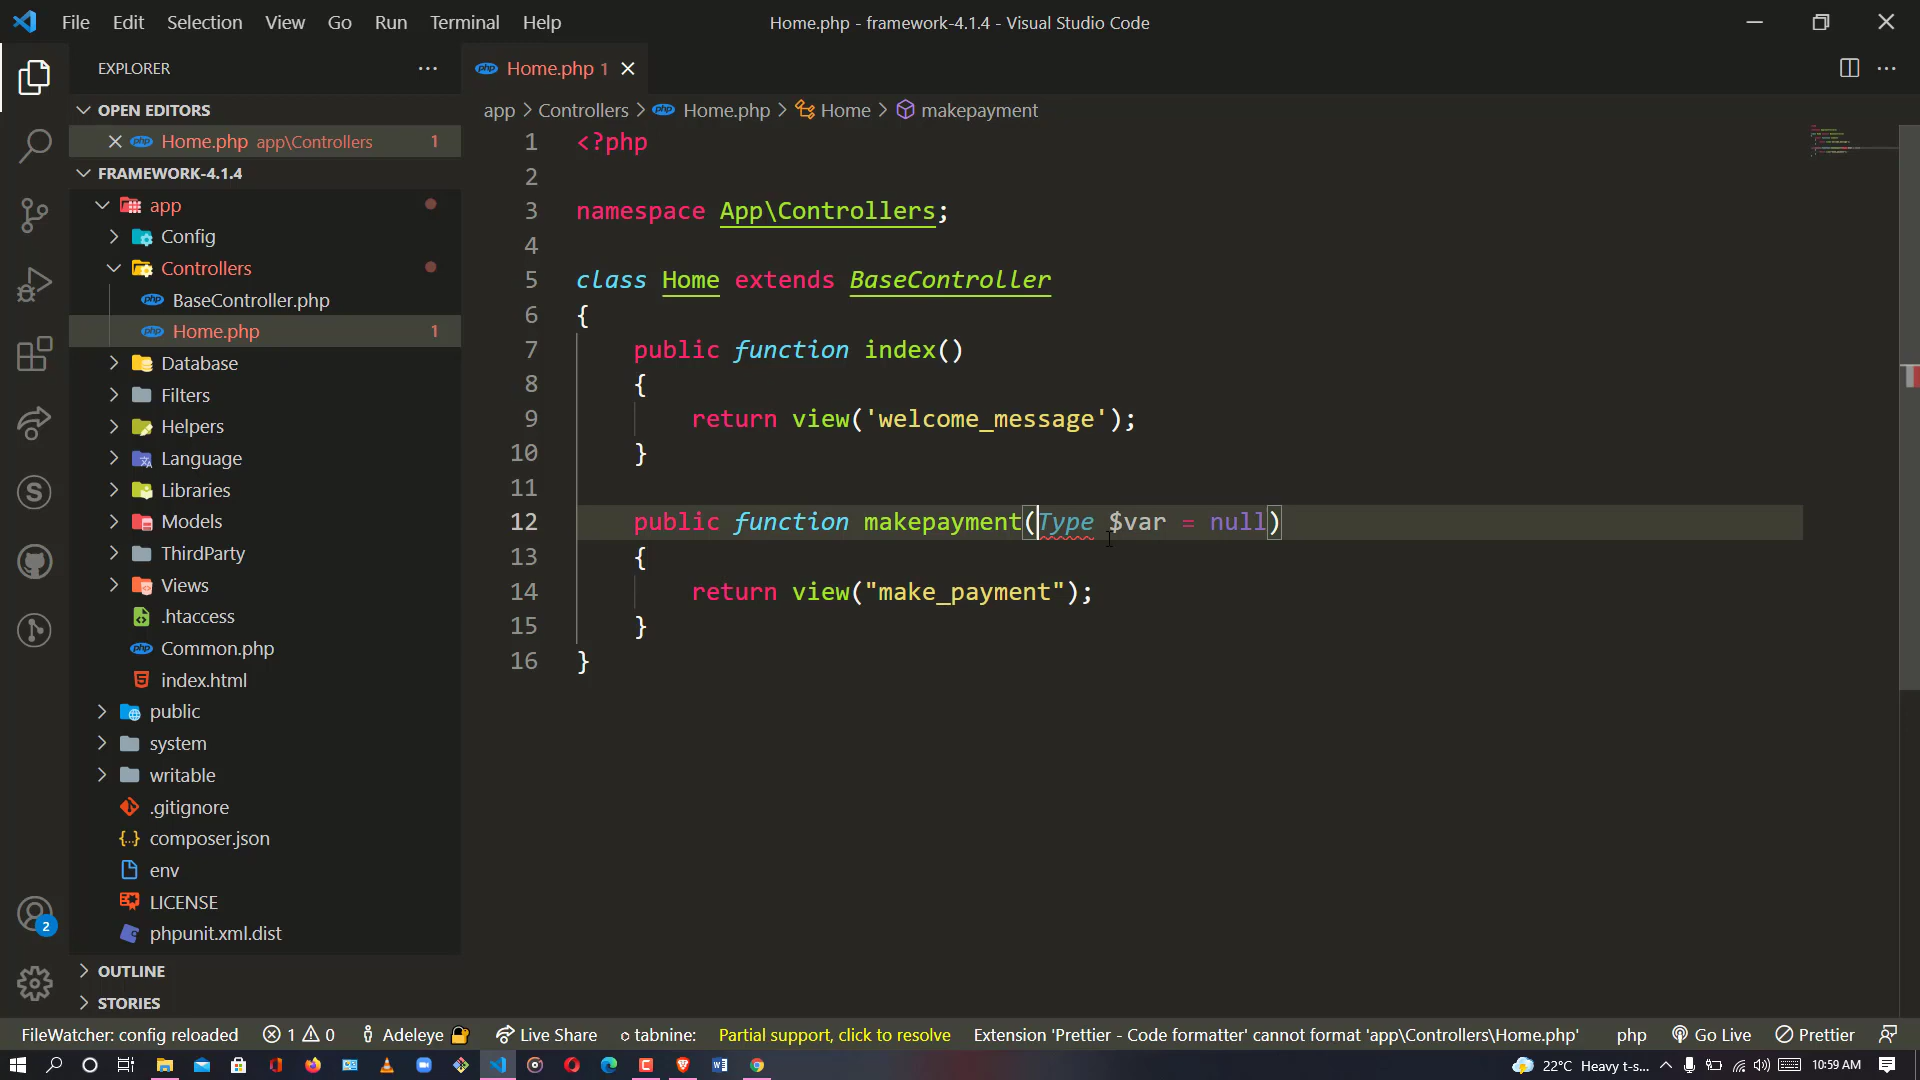 File Edit Selection View Go Run Terminal Help
Home.php - framework-4.1.4 - Visual Studio Code
EXPLORER
OPEN EDITORS
Home.php app\Controllers 1
FRAMEWORK-4.1.4
app
Config
Controllers
BaseController.php
Home.php 1
Database
Filters
Helpers
Language
Libraries
Models
ThirdParty
Views
.htaccess
Common.php
index.html
public
system
writable
.gitignore
composer.json
env
LICENSE
phpunit.xml.dist
OUTLINE
STORIES
2
Home.php 1
app > Controllers > Home.php > Home > makepayment
1 <?php
2
3 namespace App\Controllers;
4
5 class Home extends BaseController
6 {
7 public function index()
8 {
9 return view('welcome_message');
10 }
11
12 public function makepayment(Type $var = null)
13 {
14 return view("make_payment");
15 }
16 }
FileWatcher: config reloaded 1 0 Adeleye Live Share tabnine: Partial support, click to resolve Extension 'Prettier - Code formatter' cannot format 'app\Controllers\Home.php' php Go Live Prettier
22°C Heavy t-s... 10:59 AM